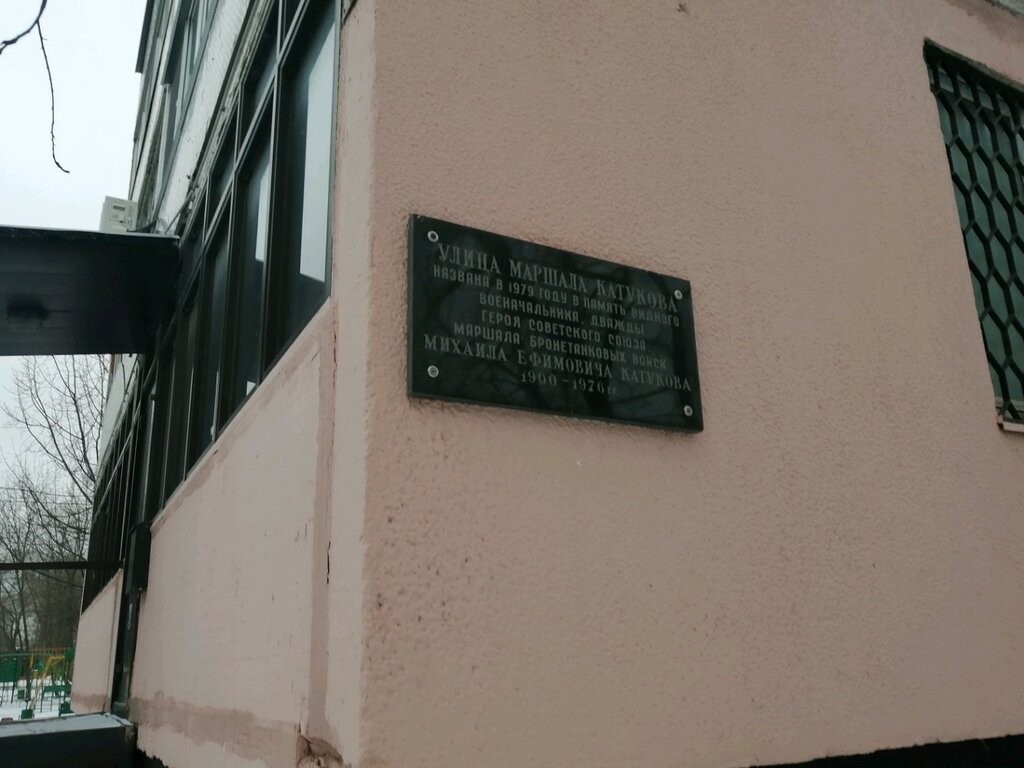 УЛИЦА МАРШАЛА КАТУКОВА
НАЗВАНА В 1979 ГОДУ В ПАМЯТЬ ВИДНОГО
ВОЕНАЧАЛЬНИКА, ДВАЖДЫ
ГЕРОЯ СОВЕТСКОГО СОЮЗА
МАРШАЛА БРОНЕТАНКОВЫХ ВОЙСК
МИХАИЛА ЕФИМОВИЧА КАТУКОВА
1900 - 1976 гг.